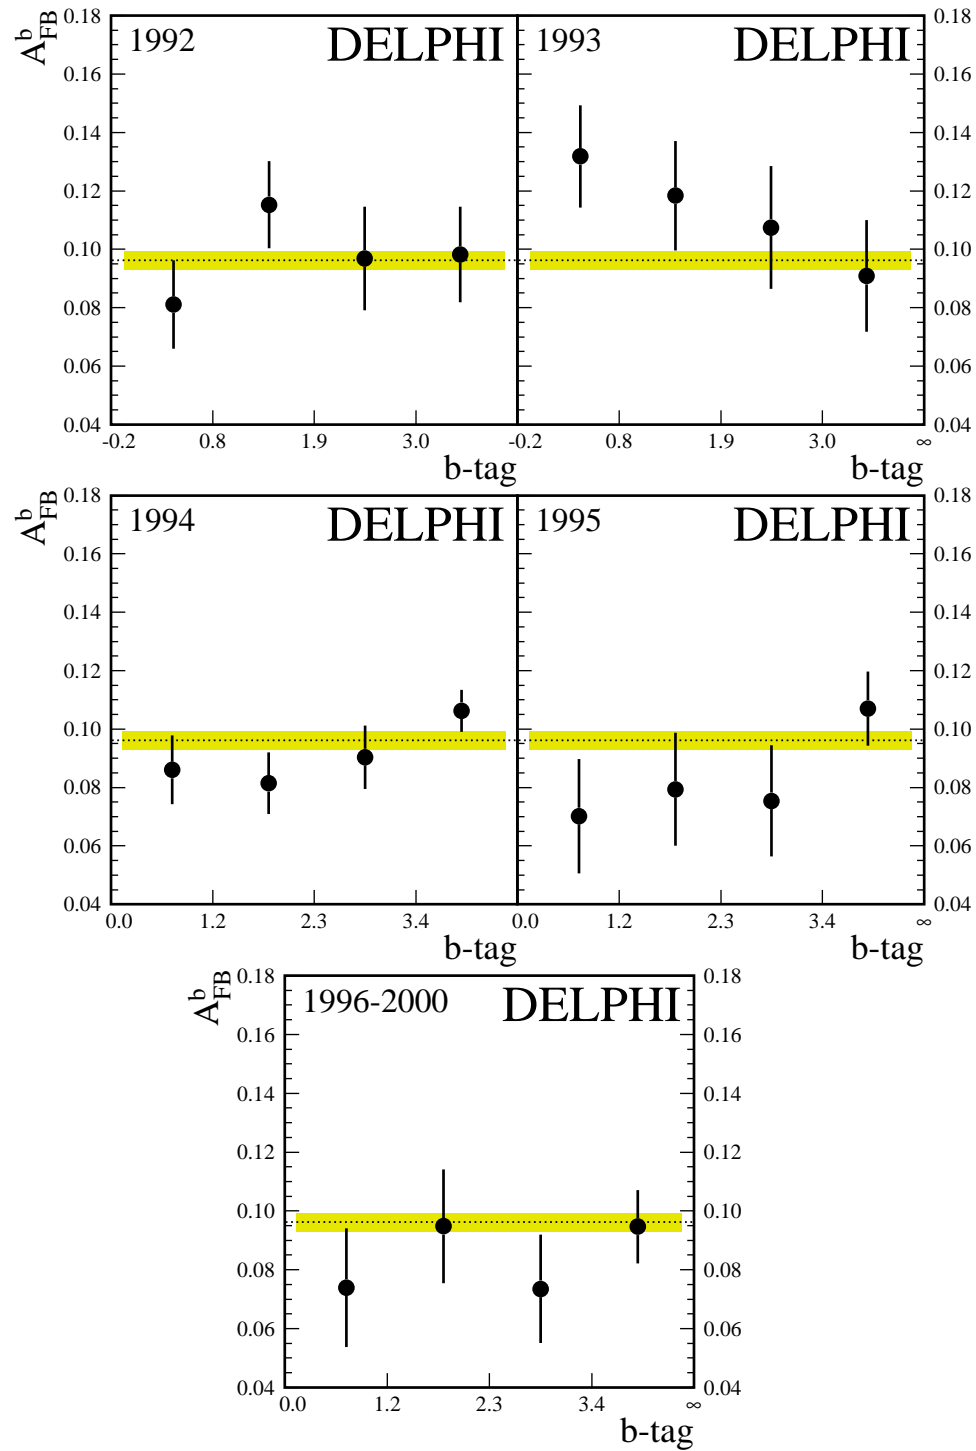 A^b_FB
1992 DELPHI
1993 DELPHI
0.18 0.18
0.16 0.16
0.14 0.14
0.12 0.12
0.10 0.10
0.08 0.08
0.06 0.06
0.04 0.04
-0.2 0.8 1.9 3.0 -0.2 0.8 1.9 3.0 ∞
b-tag b-tag
A^b_FB
1994 DELPHI
1995 DELPHI
0.18 0.18
0.16 0.16
0.14 0.14
0.12 0.12
0.10 0.10
0.08 0.08
0.06 0.06
0.04 0.04
0.0 1.2 2.3 3.4 0.0 1.2 2.3 3.4 ∞
b-tag b-tag
A^b_FB
1996-2000 DELPHI
0.18 0.18
0.16 0.16
0.14 0.14
0.12 0.12
0.10 0.10
0.08 0.08
0.06 0.06
0.04 0.04
0.0 1.2 2.3 3.4 ∞
b-tag